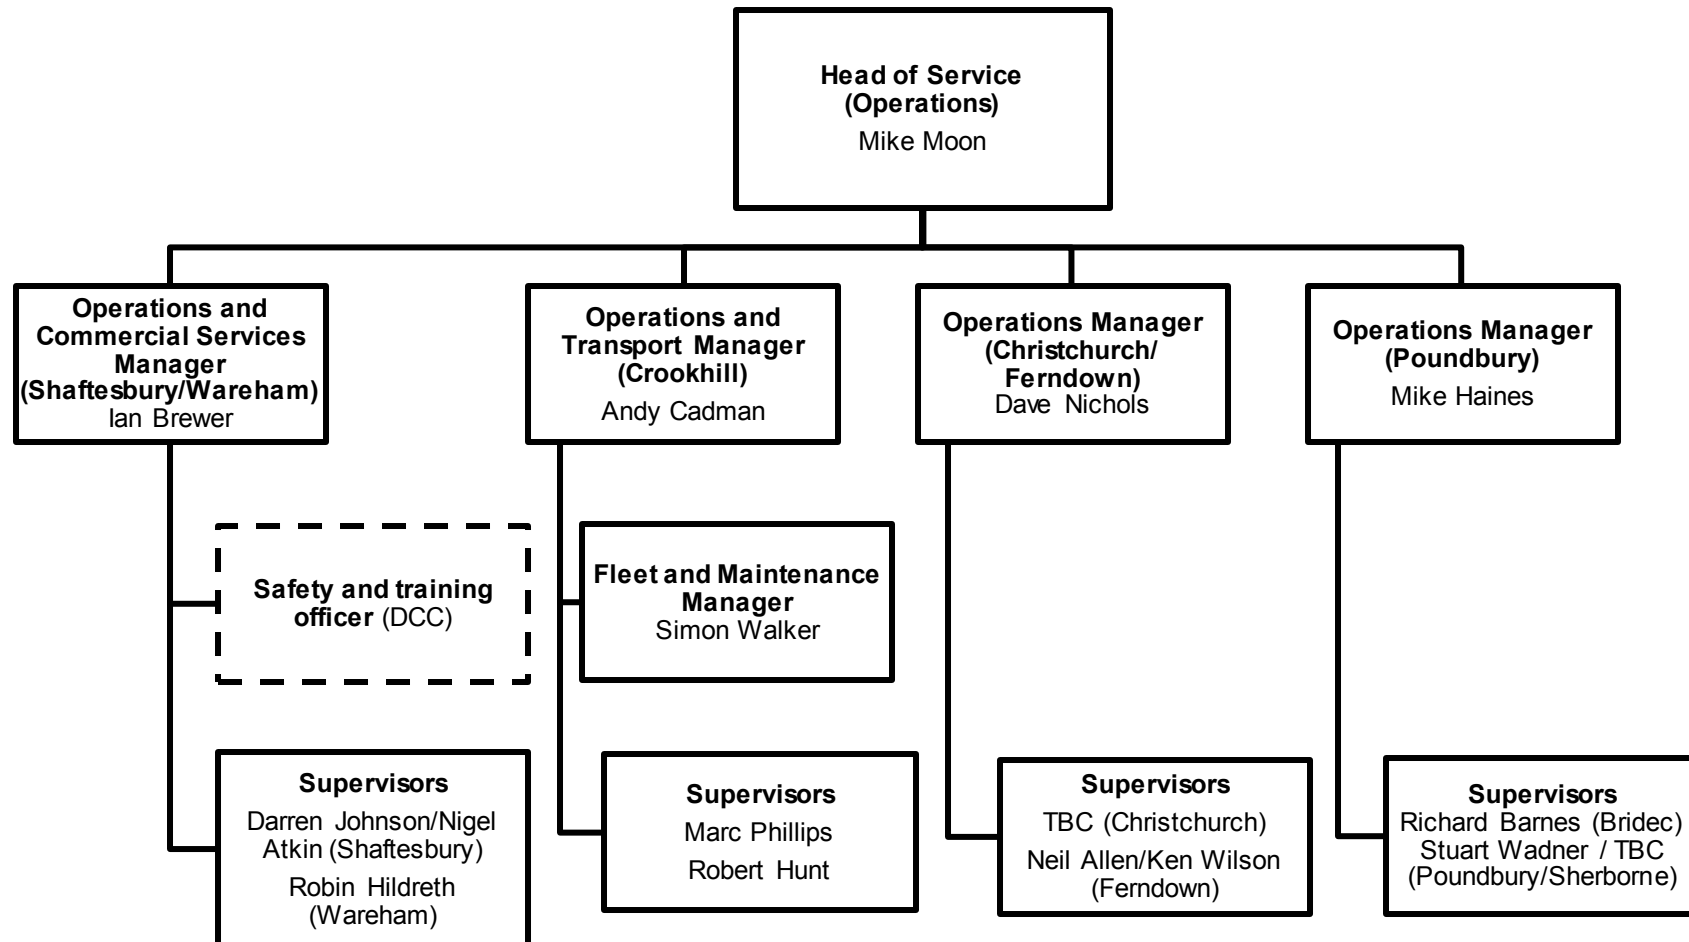 Head of Service
(Operations)
Mike Moon
Operations and
Commercial Services
Manager
(Shaftesbury/Wareham)
Ian Brewer
Operations and
Transport Manager
(Crookhill)
Andy Cadman
Operations Manager
(Christchurch/
Ferndown)
Dave Nichols
Operations Manager
(Poundbury)
Mike Haines
Safety and training
officer (DCC)
Fleet and Maintenance
Manager
Simon Walker
Supervisors
Darren Johnson/Nigel
Atkin (Shaftesbury)
Robin Hildreth
(Wareham)
Supervisors
Marc Phillips
Robert Hunt
Supervisors
TBC (Christchurch)
Neil Allen/Ken Wilson
(Ferndown)
Supervisors
Richard Barnes (Bridec)
Stuart Wadner / TBC
(Poundbury/Sherborne)